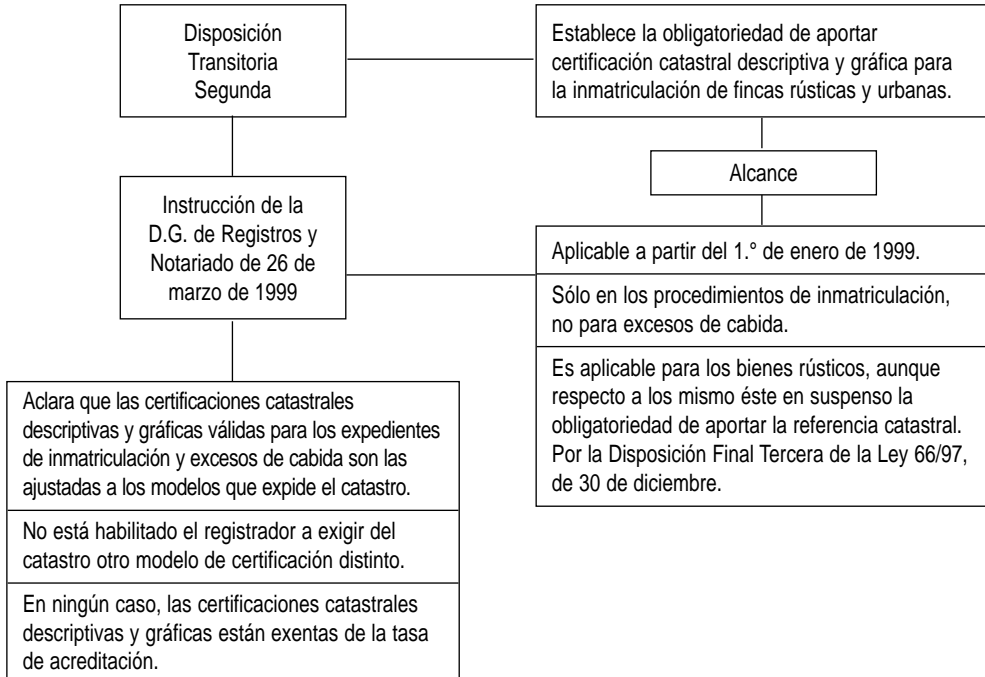 Disposición
Transitoria
Segunda
Establece la obligatoriedad de aportar
certificación catastral descriptiva y gráfica para
la inmatriculación de fincas rústicas y urbanas.
Alcance
Instrucción de la
D.G. de Registros y
Notariado de 26 de
marzo de 1999
Aplicable a partir del 1.º de enero de 1999.
Sólo en los procedimientos de inmatriculación,
no para excesos de cabida.
Es aplicable para los bienes rústicos, aunque
respecto a los mismo éste en suspenso la
obligatoriedad de aportar la referencia catastral.
Por la Disposición Final Tercera de la Ley 66/97,
de 30 de diciembre.
Aclara que las certificaciones catastrales
descriptivas y gráficas válidas para los expedientes
de inmatriculación y excesos de cabida son las
ajustadas a los modelos que expide el catastro.
No está habilitado el registrador a exigir del
catastro otro modelo de certificación distinto.
En ningún caso, las certificaciones catastrales
descriptivas y gráficas están exentas de la tasa
de acreditación.